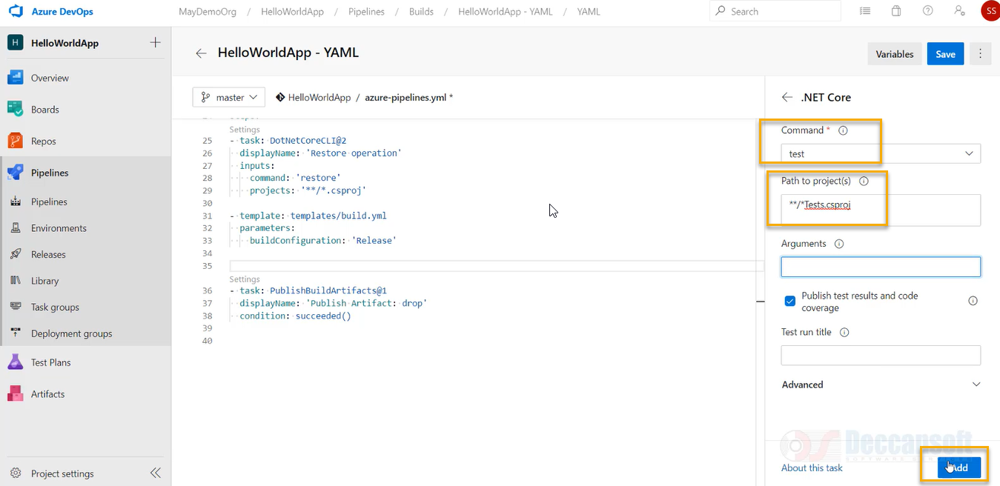 Azure DevOps
MayDemoOrg / HelloWorldApp / Pipelines / Builds / HelloWorldApp - YAML / YAML
Search
SS
H HelloWorldApp
HelloWorldApp - YAML
Variables
Save
Overview
Boards
Repos
Pipelines
Pipelines
Environments
Releases
Library
Task groups
Deployment groups
Test Plans
Artifacts
Project settings
master
HelloWorldApp / azure-pipelines.yml *
Settings
25 - task: DotNetCoreCLI@2
26 displayName: 'Restore operation'
27 inputs:
28 command: 'restore'
29 projects: '**/*.csproj'
30
31 - template: templates/build.yml
32 parameters:
33 buildConfiguration: 'Release'
34
35
Settings
36 - task: PublishBuildArtifacts@1
37 displayName: 'Publish Artifact: drop'
38 condition: succeeded()
39
40
.NET Core
Command *
test
Path to project(s)
**/*Tests.csproj
Arguments
Publish test results and code
coverage
Test run title
Advanced
Deccansoft
About this task
Add